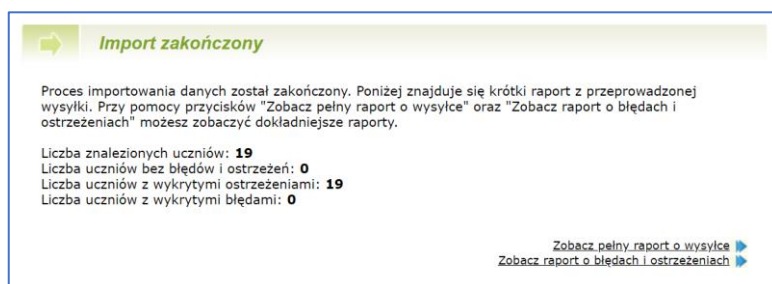 Import zakończony
Proces importowania danych został zakończony. Poniżej znajduje się krótki raport z przeprowadzonej
wysyłki. Przy pomocy przycisków "Zobacz pełny raport o wysyłce" oraz "Zobacz raport o błędach i
ostrzeżeniach" możesz zobaczyć dokładniejsze raporty.
Liczba znalezionych uczniów: 19
Liczba uczniów bez błędów i ostrzeżeń: 0
Liczba uczniów z wykrytymi ostrzeżeniami: 19
Liczba uczniów z wykrytymi błędami: 0
Zobacz pełny raport o wysyłce
Zobacz raport o błędach i ostrzeżeniach